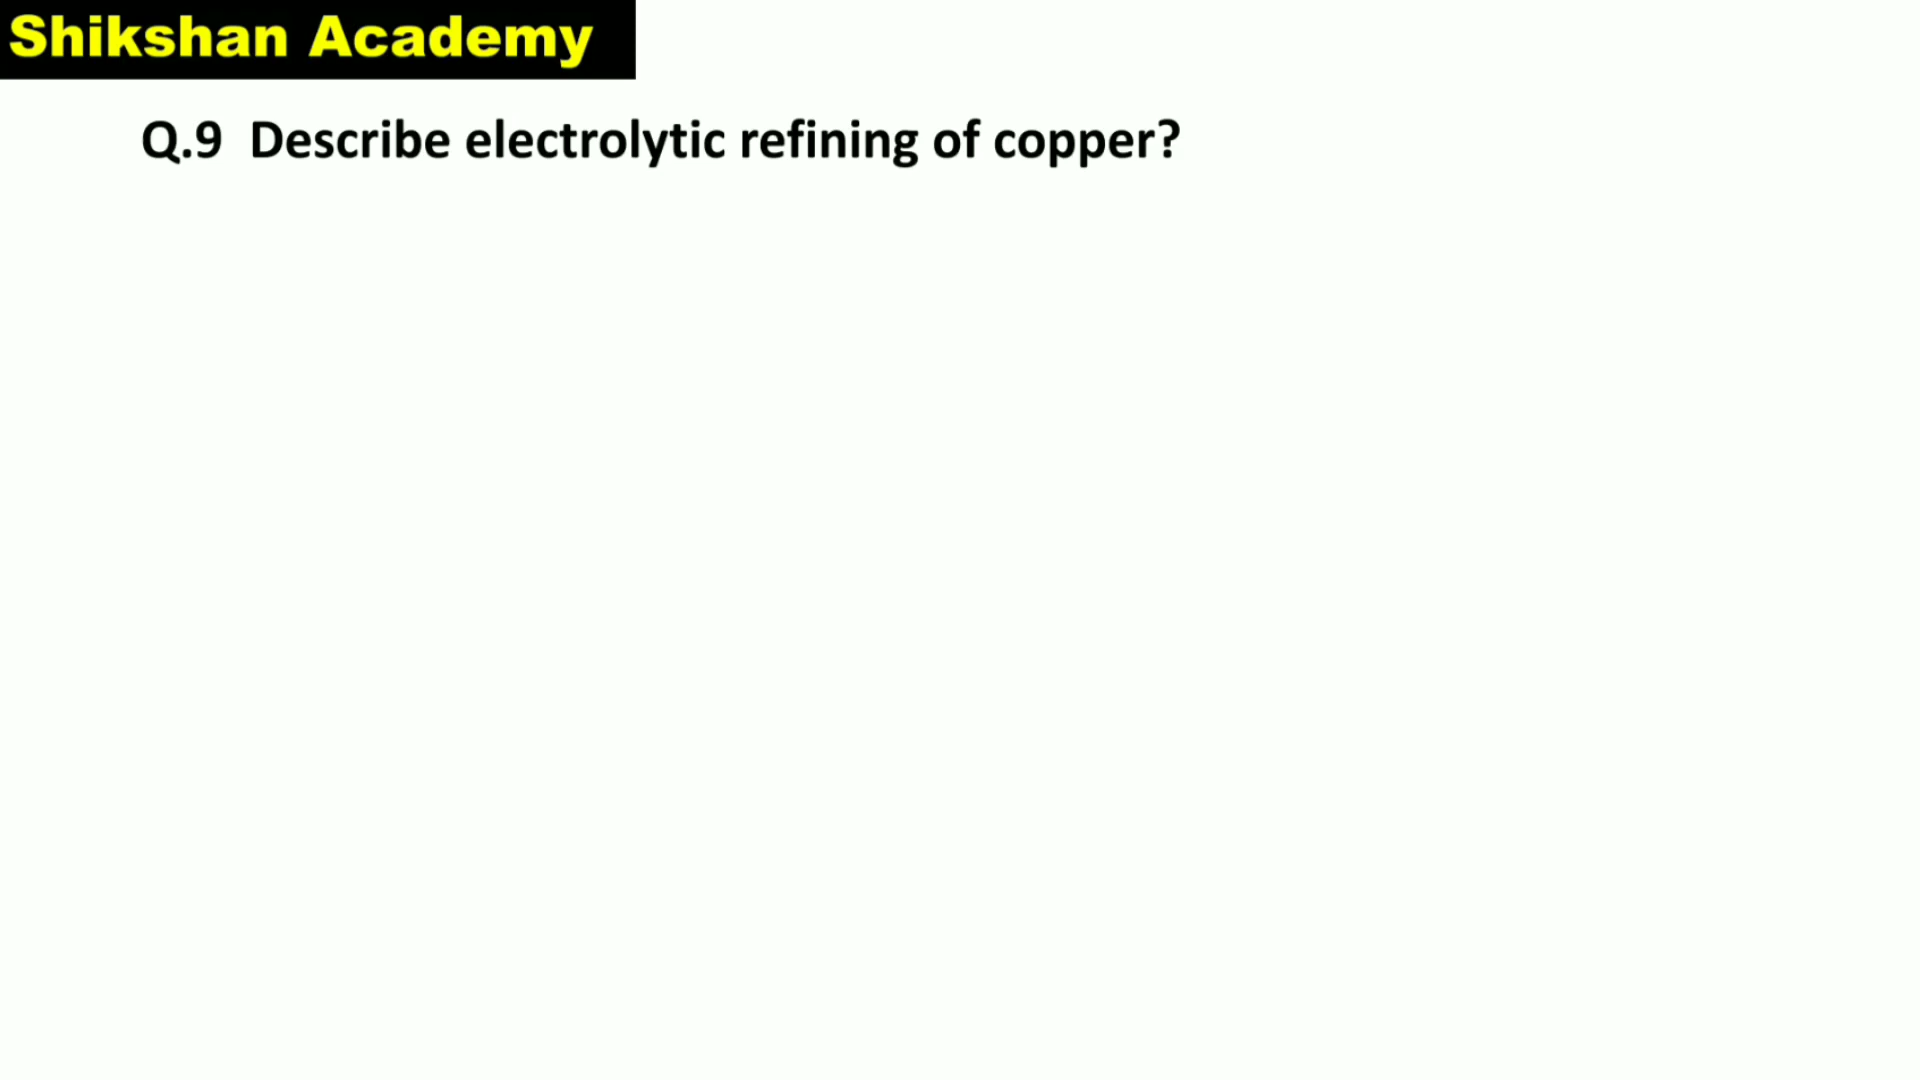 Shikshan Academy
Q.9 Describe electrolytic refining of copper?